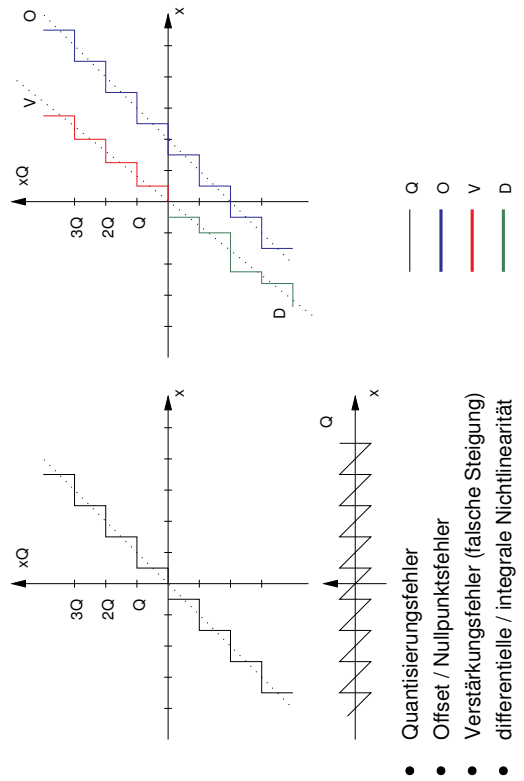 xQ
3Q
2Q
Q
x
Q
x
xQ
3Q
2Q
Q
V
O
x
D
• Quantisierungsfehler Q
• Offset / Nullpunktsfehler O
• Verstärkungsfehler (falsche Steigung) V
• differentielle / integrale Nichtlinearität D